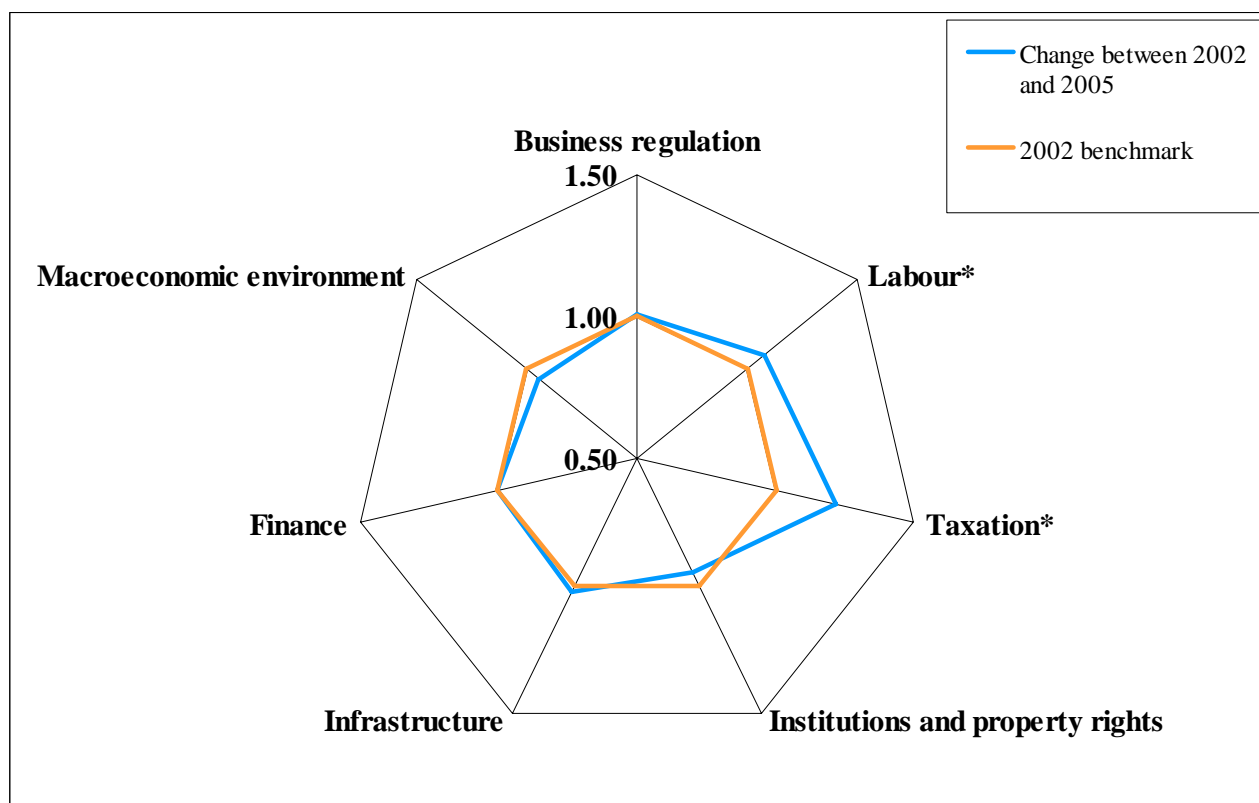 Change between 2002
and 2005
2002 benchmark
Business regulation
1.50
Macroeconomic environment
Labour*
1.00
0.50
Finance
Taxation*
Infrastructure
Institutions and property rights